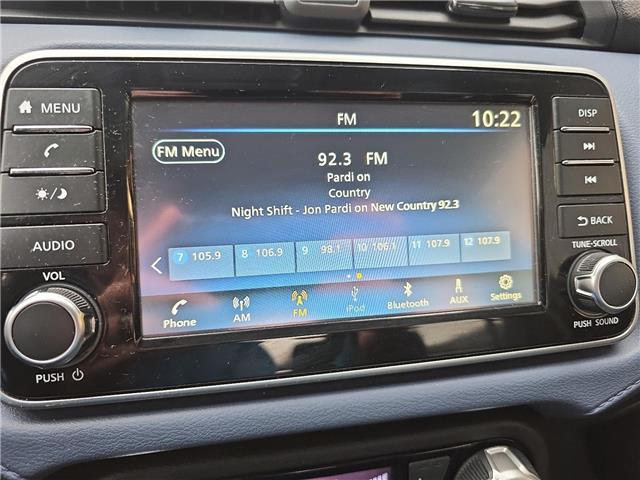 MENU
DISP
FM
10:22
FM Menu
92.3 FM
Pardi on
Country
Night Shift - Jon Pardi on New Country 92.3
AUDIO
BACK
VOL
TUNE-SCROLL
7 105.9
8 106.9
9 98.1
10 106.1
11 107.9
12 107.9
Phone
AM
FM
iPod
Bluetooth
AUX
Settings
PUSH
PUSH SOUND